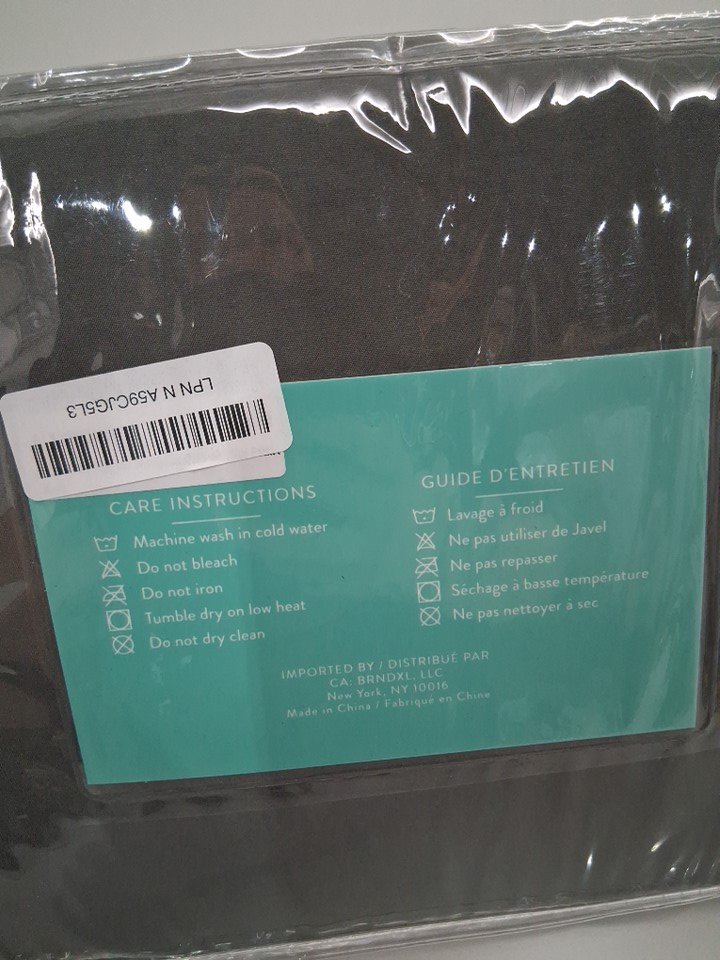 LPN N A59CJG5L3
CARE INSTRUCTIONS
Machine wash in cold water
Do not bleach
Do not iron
Tumble dry on low heat
Do not dry clean
GUIDE D'ENTRETIEN
Lavage à froid
Ne pas utiliser de Javel
Ne pas repasser
Séchage à basse température
Ne pas nettoyer à sec
IMPORTED BY / DISTRIBUÉ PAR
CA: BRNDXL, LLC
New York, NY 10016
Made in China / Fabriqué en Chine